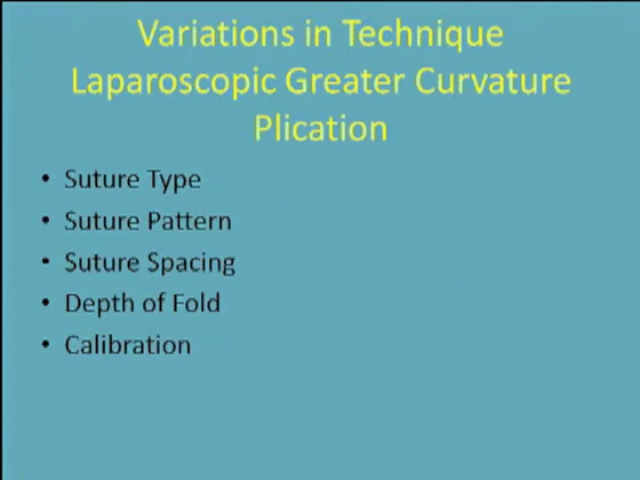 Variations in Technique
Laparoscopic Greater Curvature
Plication
• Suture Type
• Suture Pattern
• Suture Spacing
• Depth of Fold
• Calibration